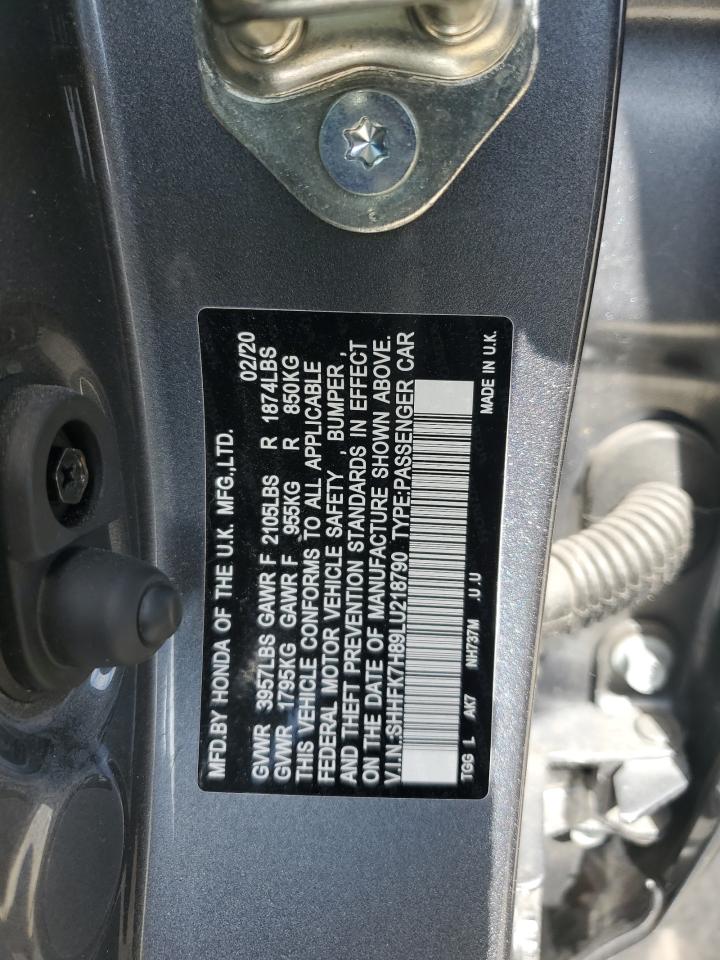 MFD.BY HONDA OF THE U.K. MFG.,LTD. 02/20
GVWR 3957LBS GAWR F 2105LBS R 1874LBS
GVWR 1795KG GAWR F 955KG R 850KG
THIS VEHICLE CONFORMS TO ALL APPLICABLE
FEDERAL MOTOR VEHICLE SAFETY , BUMPER ,
AND THEFT PREVENTION STANDARDS IN EFFECT
ON THE DATE OF MANUFACTURE SHOWN ABOVE.
V.I.N.:SHHFK7H89LU218790 TYPE:PASSENGER CAR
TGG L AK7 NH737M .U .U MADE IN U.K.